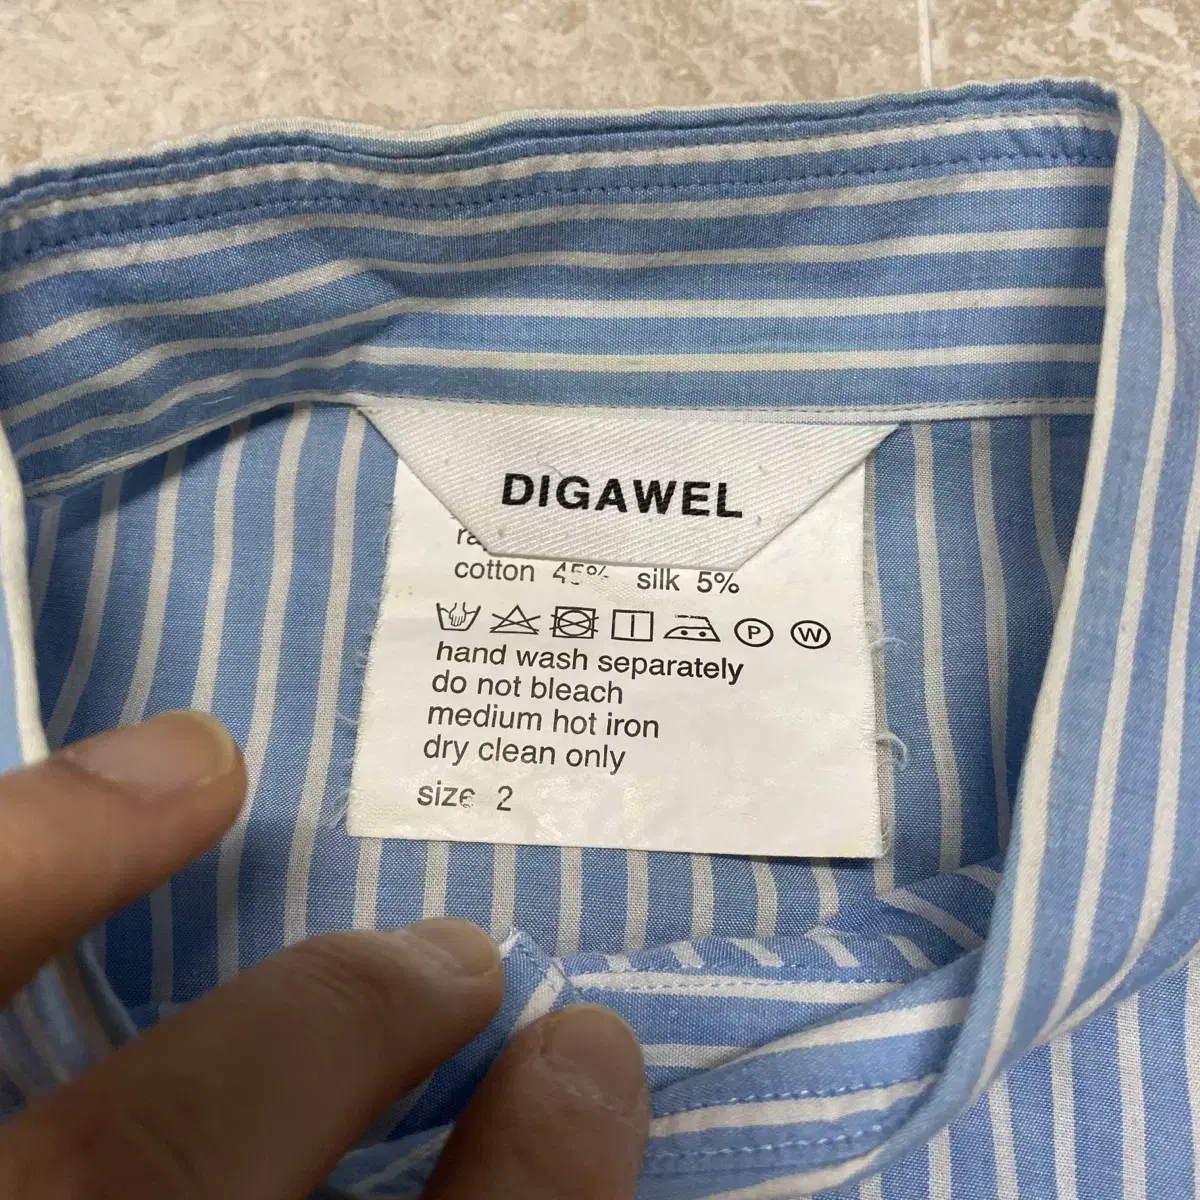 DIGAWEL
cotton 45% silk 5%
P W
hand wash separately
do not bleach
medium hot iron
dry clean only
size 2